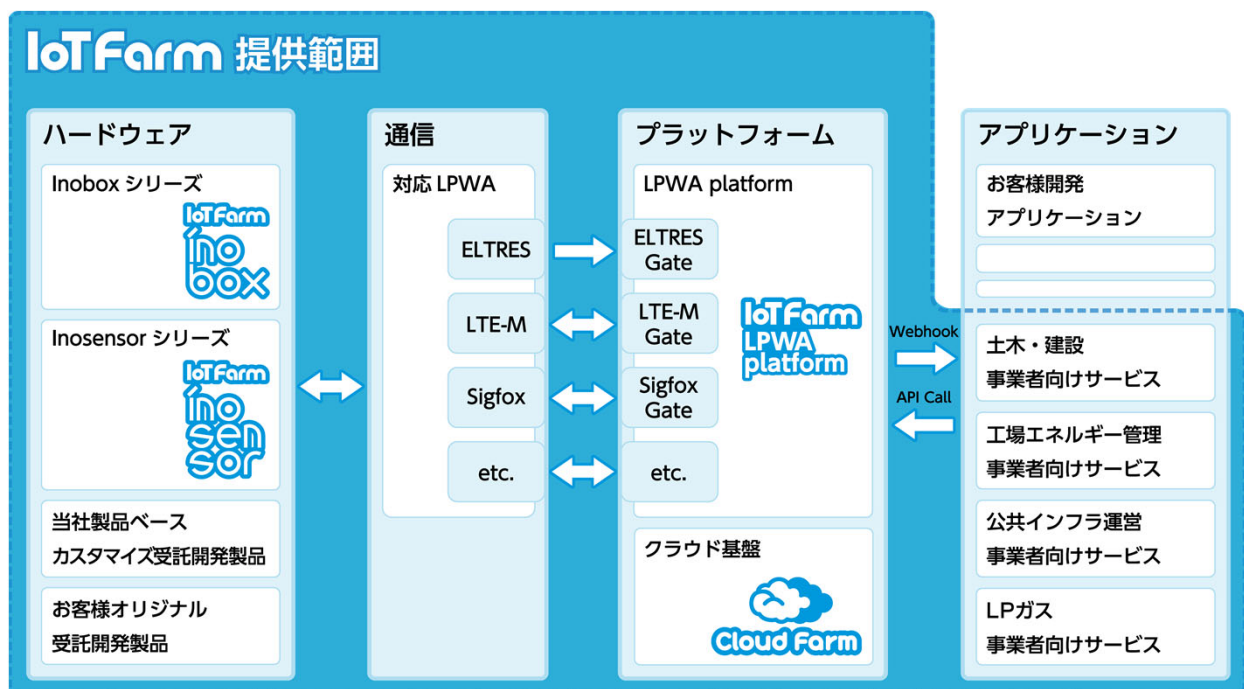 IoTFarm 提供範囲
ハードウェア
Inobox シリーズ
IoTFarm
ino
box
Inosensor シリーズ
IoTFarm
ino
sen
sor
当社製品ベース
カスタマイズ受託開発製品
お客様オリジナル
受託開発製品
通信
対応 LPWA
ELTRES
LTE-M
Sigfox
etc.
プラットフォーム
LPWA platform
ELTRES
Gate
LTE-M
Gate
Sigfox
Gate
etc.
IoTFarm
LPWA
platform
クラウド基盤
Cloud Farm
Webhook
API Call
アプリケーション
お客様開発
アプリケーション
土木・建設
事業者向けサービス
工場エネルギー管理
事業者向けサービス
公共インフラ運営
事業者向けサービス
LPガス
事業者向けサービス